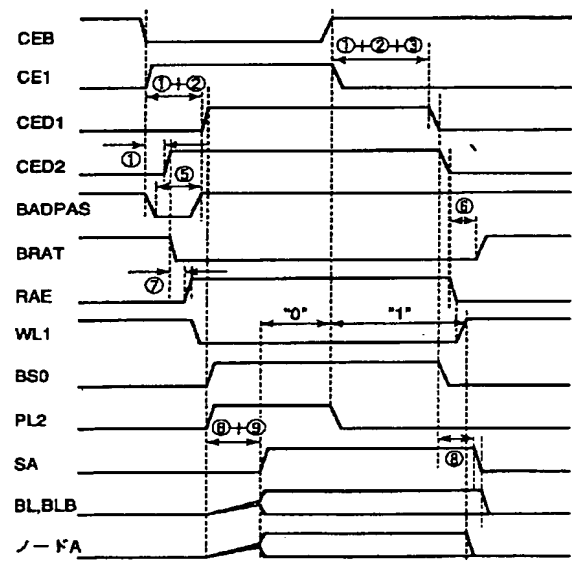 CEB
①+②+③
CE1
①+②
CED1
①
CED2
⑤
BADPAS
⑥
BRAT
⑦
RAE
"0"
"1"
WL1
BS0
PL2
⑧+⑨
SA
⑧
BL,BLB
ノードA